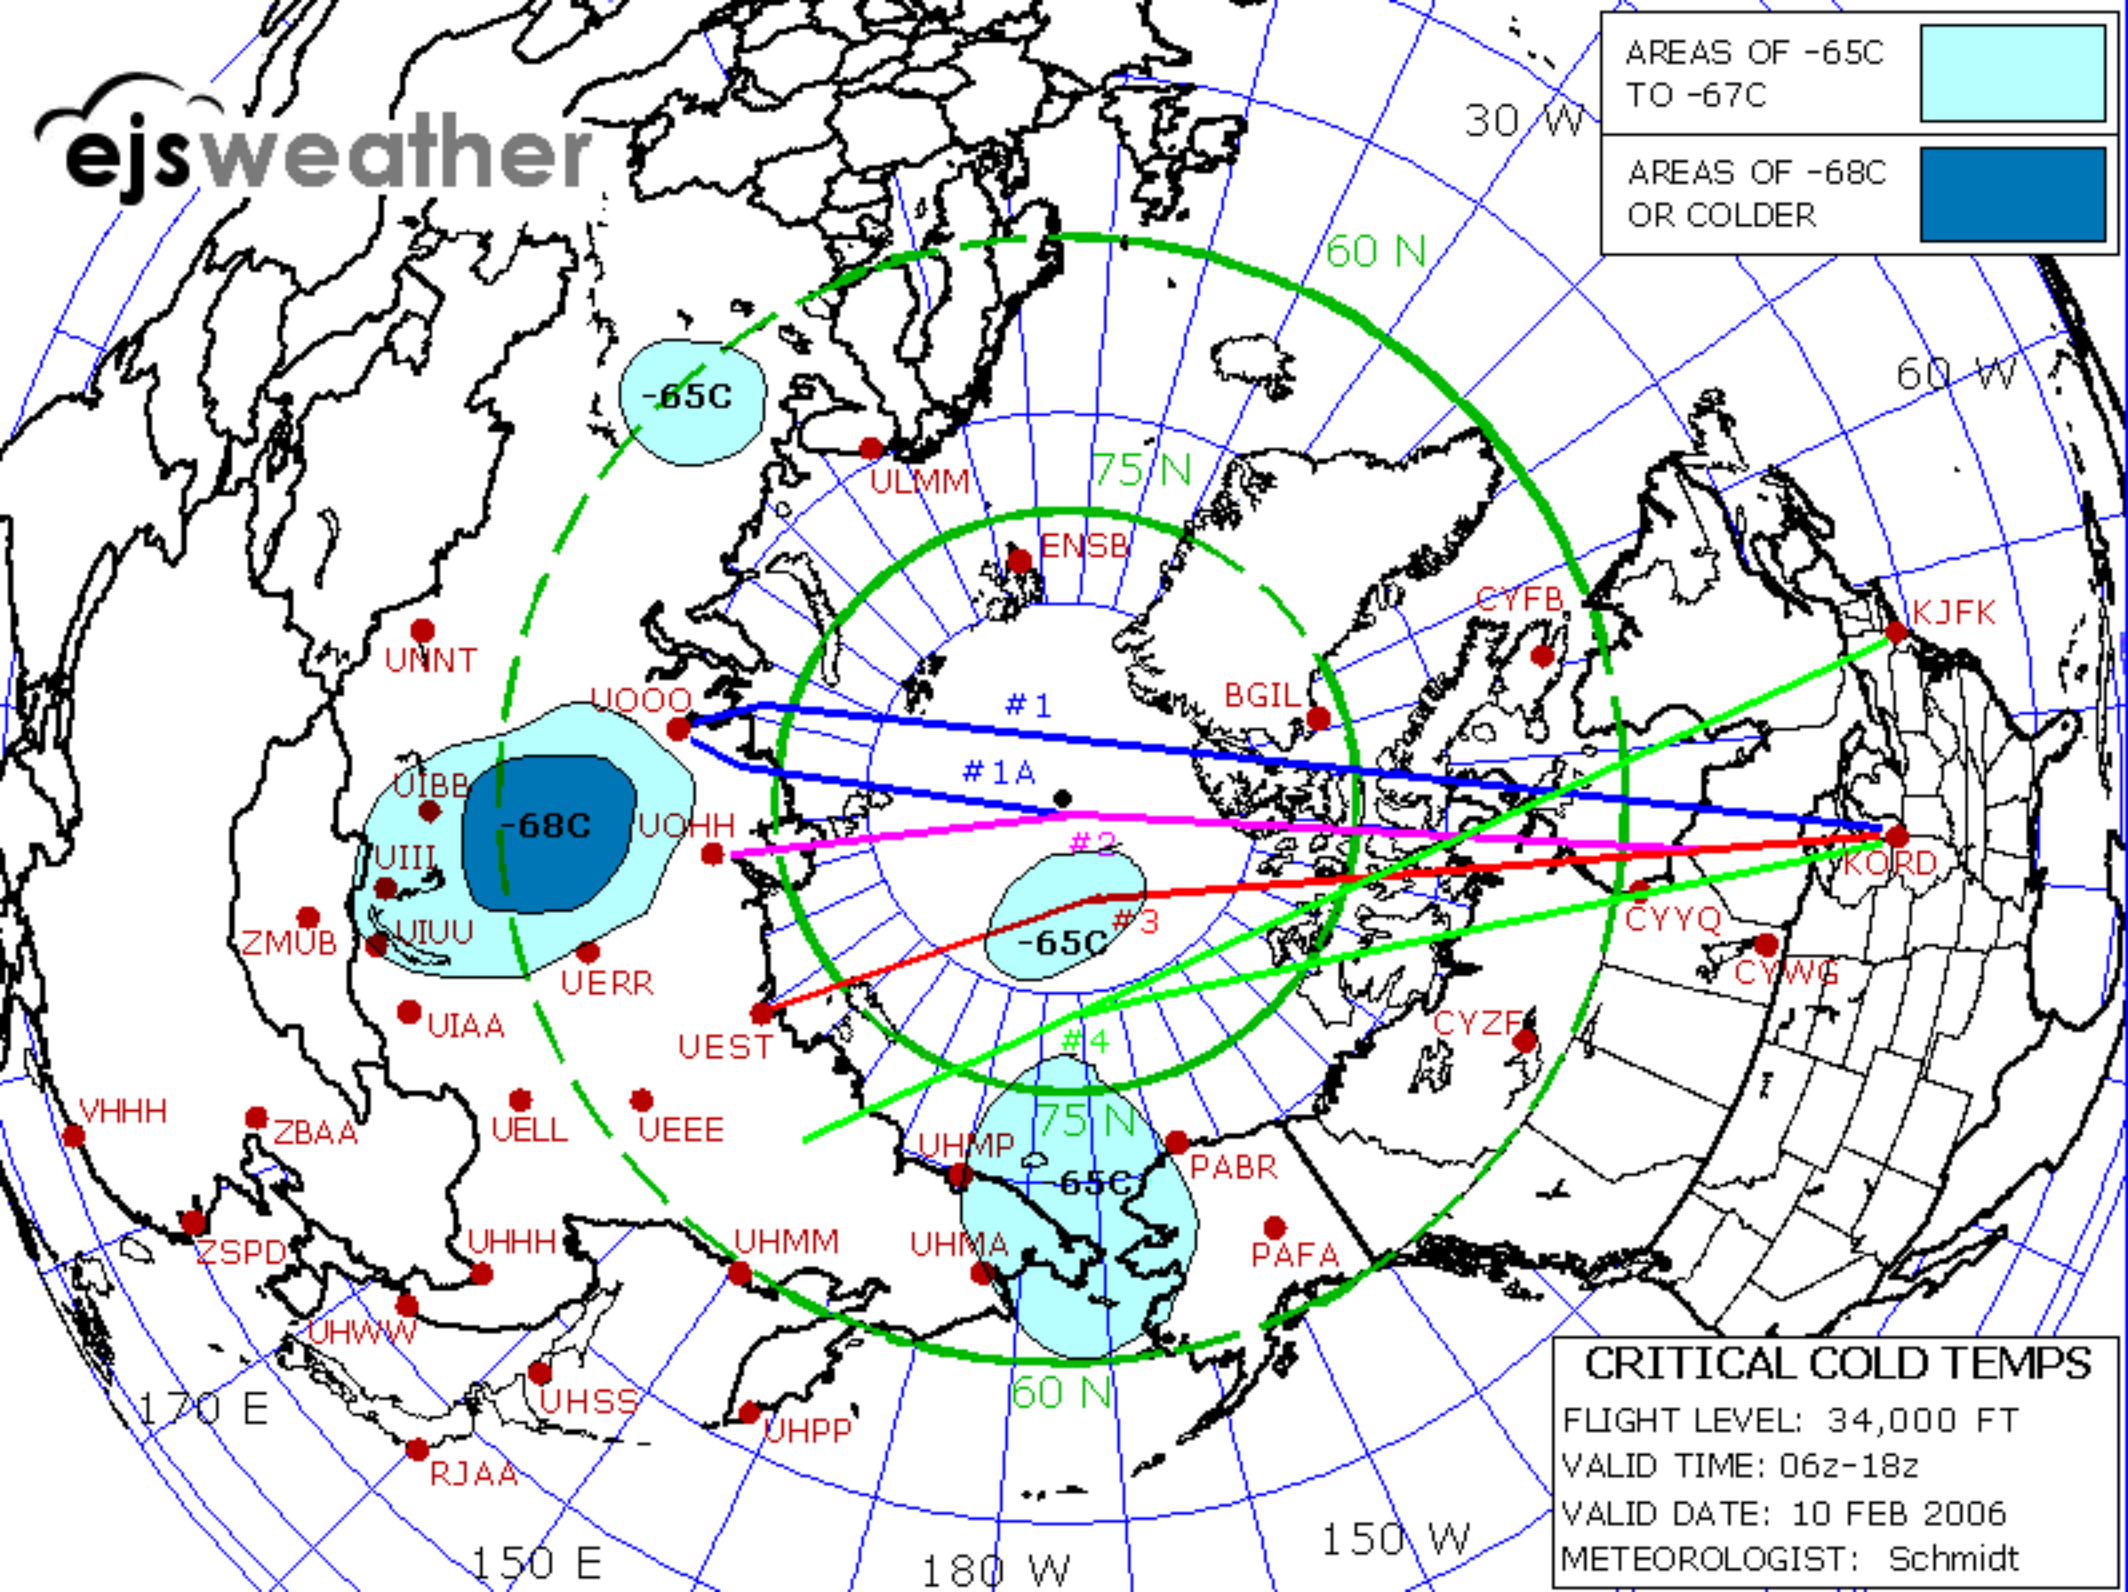 ejsweather
AREAS OF -65C
TO -67C
AREAS OF -68C
OR COLDER
30 W
60 N
60 W
-65C
75 N
ULMM
ENSB
CYFB
KJFK
UNNT
UOOO
#1
BGIL
#1A
UIBB
-68C
UOHH
#2
UIII
KORD
ZMUB
UIUU
-65C
#3
CYYQ
UERR
CYWG
UIAA
UEST
#4
CYZF
VHHH
ZBAA
UELL
UEEE
75 N
UHMP
PABR
-65C
ZSPD
UHHH
UHMM
UHMA
PAFA
UHWW
60 N
170 E
UHSS
UHPP
RJAA
150 E
180 W
150 W
CRITICAL COLD TEMPS
FLIGHT LEVEL: 34,000 FT
VALID TIME: 06z-18z
VALID DATE: 10 FEB 2006
METEOROLOGIST: Schmidt